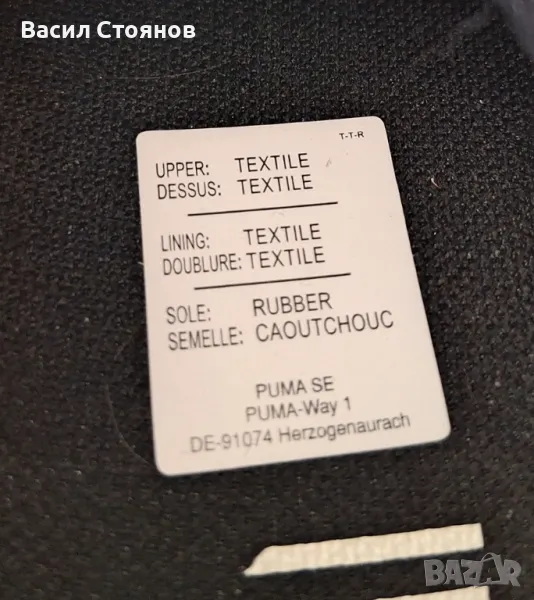 Васил Стоянов
T-T-R
UPPER: TEXTILE
DESSUS: TEXTILE
LINING: TEXTILE
DOUBLURE: TEXTILE
SOLE: RUBBER
SEMELLE: CAOUTCHOUC
PUMA SE
PUMA-Way 1
DE-91074 Herzogenaurach
BAZAR